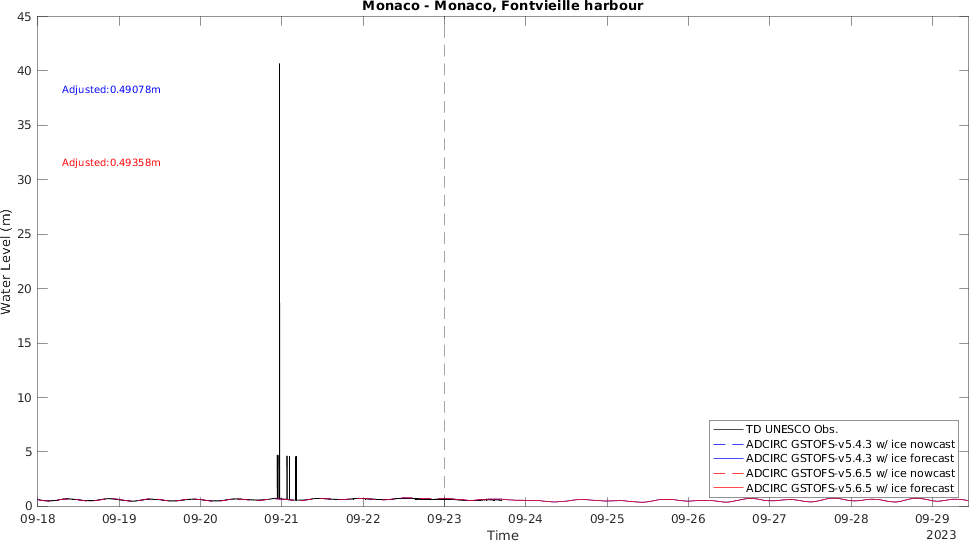 Monaco - Monaco, Fontvieille harbour
45
40
35
30
25
20
15
10
5
0
Water Level (m)
Adjusted:0.49078m
Adjusted:0.49358m
TD UNESCO Obs.
ADCIRC GSTOFS-v5.4.3 w/ ice nowcast
ADCIRC GSTOFS-v5.4.3 w/ ice forecast
ADCIRC GSTOFS-v5.6.5 w/ ice nowcast
ADCIRC GSTOFS-v5.6.5 w/ ice forecast
09-18 09-19 09-20 09-21 09-22 09-23 09-24 09-25 09-26 09-27 09-28 09-29
2023
Time